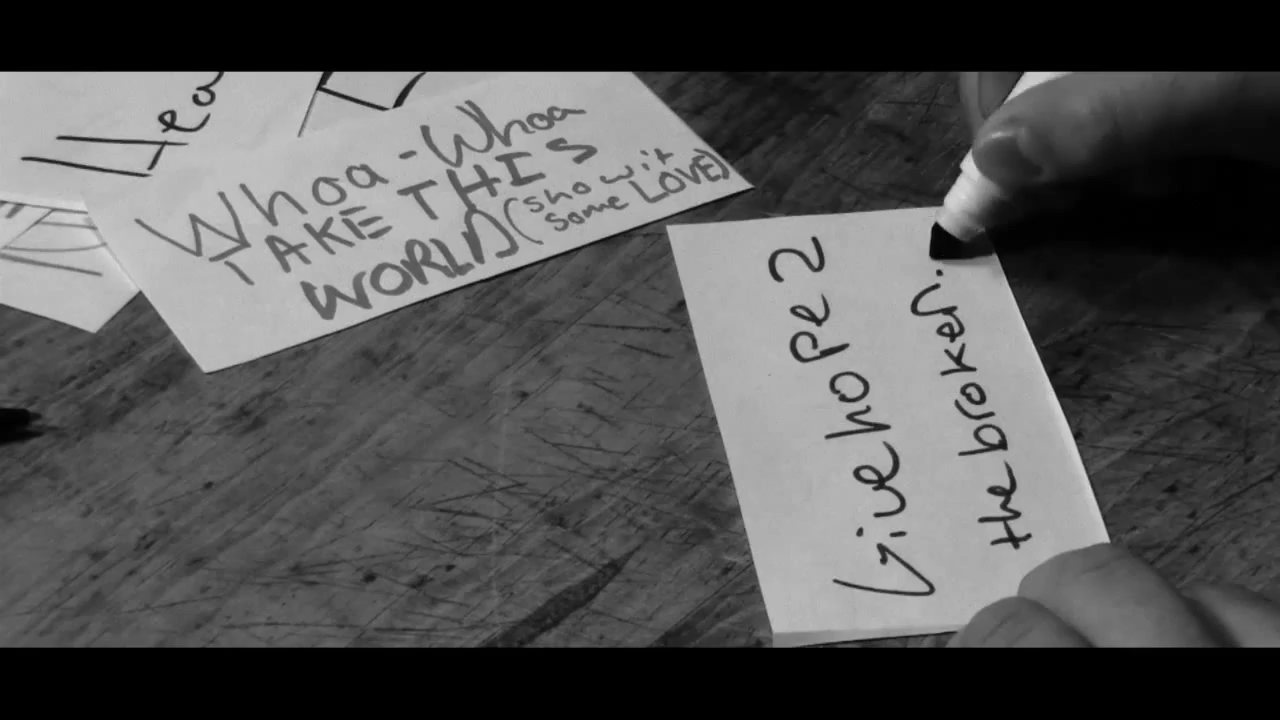 Whoa-Whoa
TAKE THIS
WORLD (show it
some LOVE)
Give hope 2
the broken.